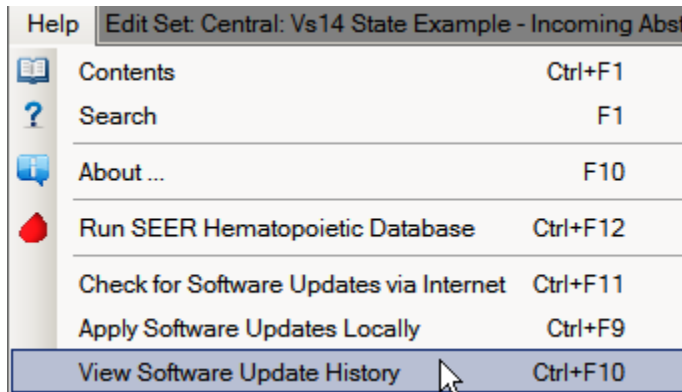 Help Edit Set: Central: Vs14 State Example - Incoming Abst
Contents Ctrl+F1
Search F1
About ... F10
Run SEER Hematopoietic Database Ctrl+F12
Check for Software Updates via Internet Ctrl+F11
Apply Software Updates Locally Ctrl+F9
View Software Update History Ctrl+F10